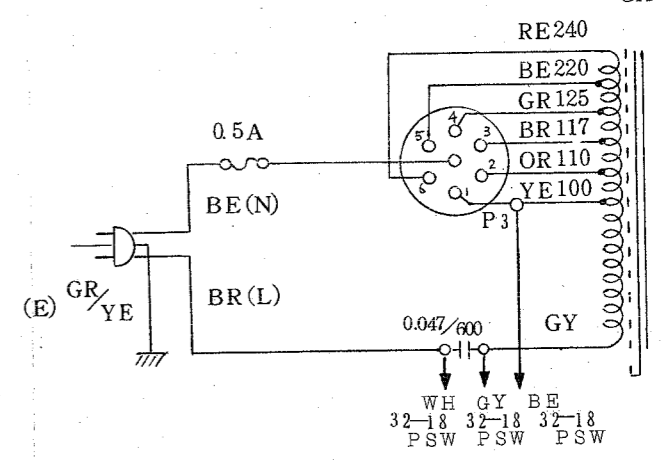 RE240
BE220
GR125
BR117
OR110
YE100
0.5A
5
4
3
2
1
6
P3
BE(N)
BR(L)
(E) GR/YE
0.047/600
GY
WH GY BE
32-18 32-18 32-18
PSW PSW PSW